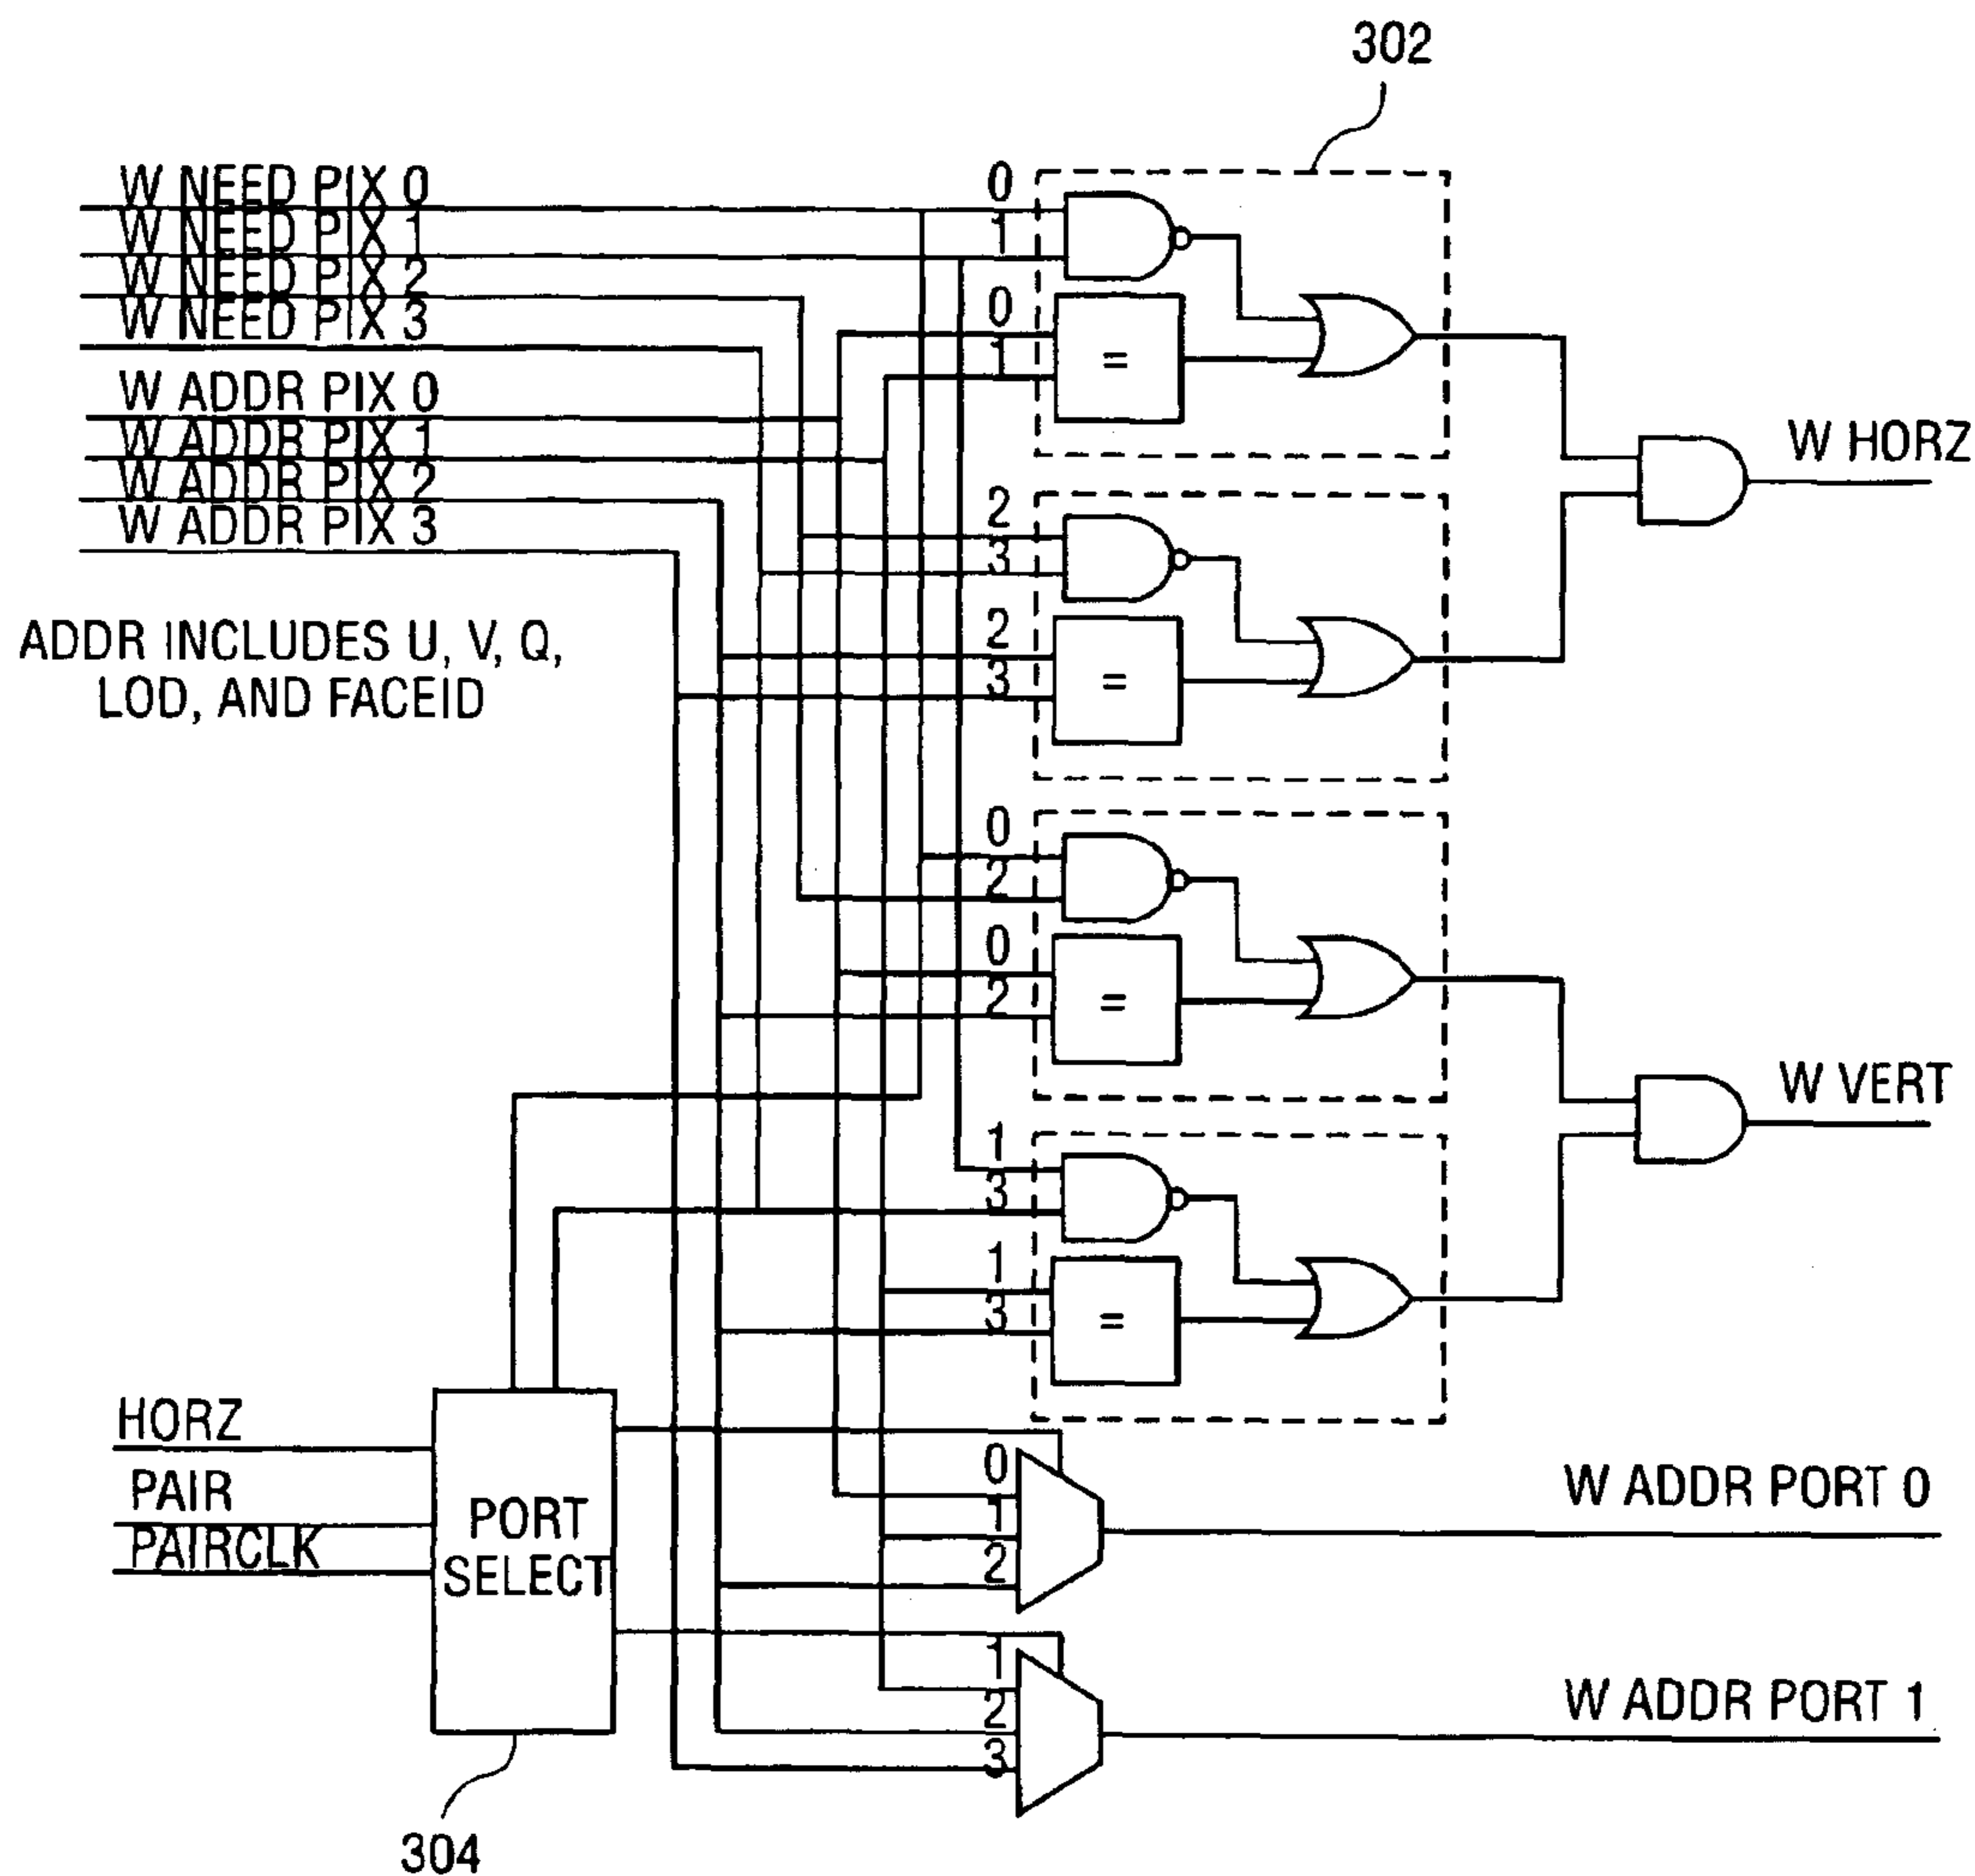 302
W NEED PIX 0
W NEED PIX 1
W NEED PIX 2
W NEED PIX 3
W ADDR PIX 0
W ADDR PIX 1
W ADDR PIX 2
W ADDR PIX 3
ADDR INCLUDES U, V, Q,
LOD, AND FACEID
0
1
0
1
=
W HORZ
2
3
2
3
=
0
2
0
2
=
W VERT
1
3
1
3
=
HORZ
PAIR
PAIRCLK
PORT
SELECT
304
0
1
2
W ADDR PORT 0
1
2
3
W ADDR PORT 1